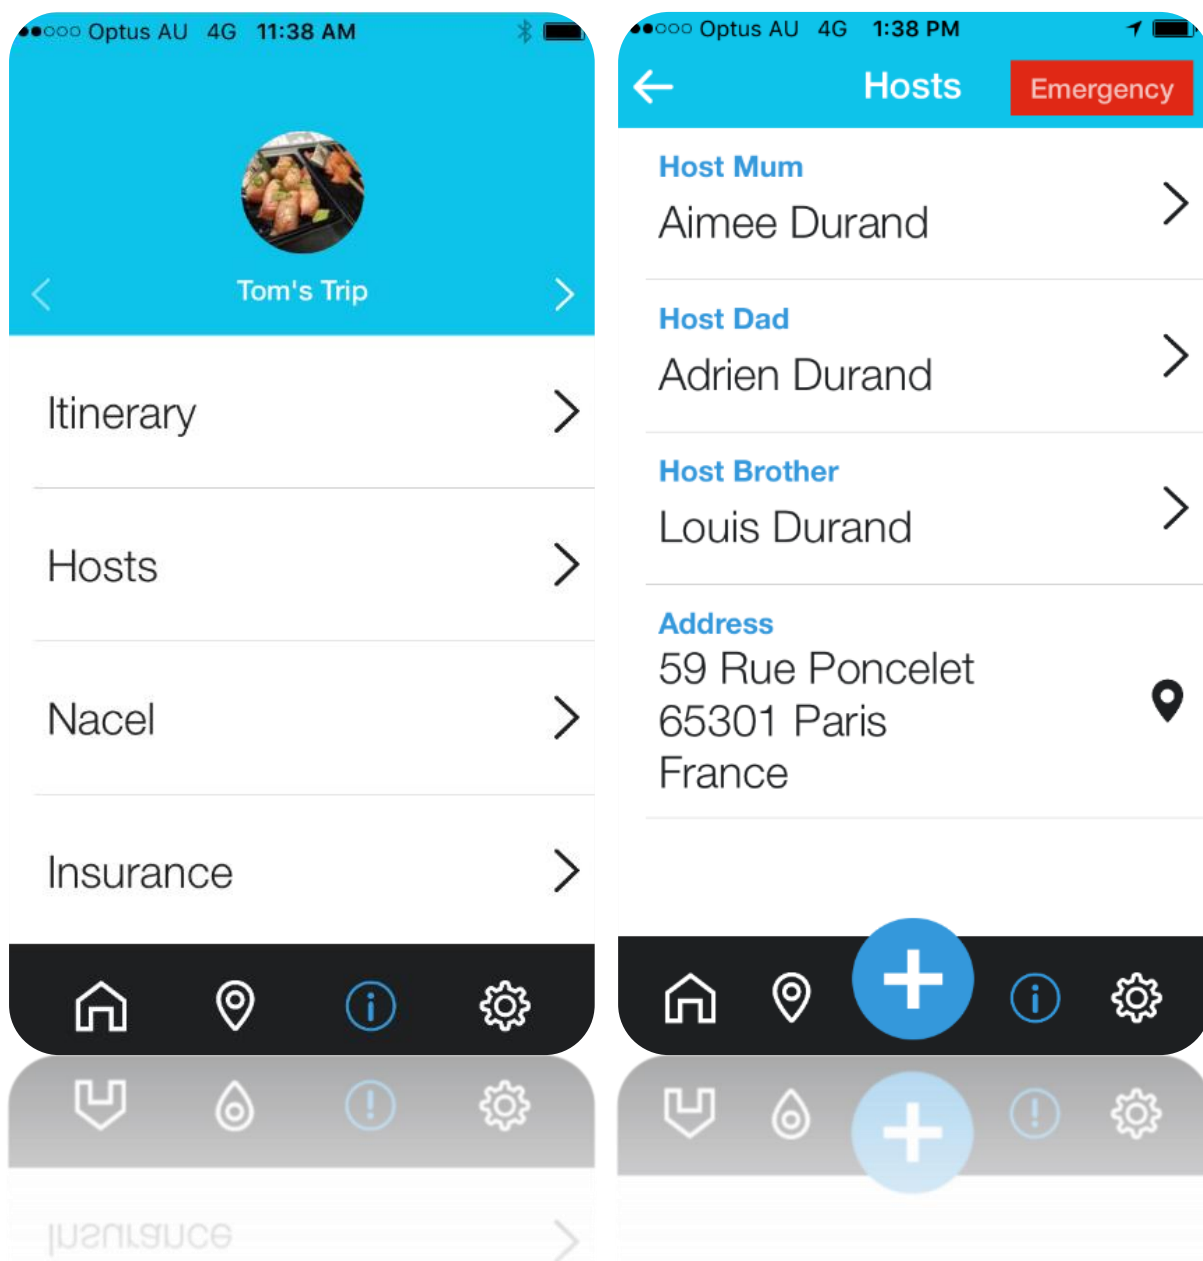 Optus AU 4G 11:38 AM
Tom's Trip
Itinerary
Hosts
Nacel
Insurance
Insurance
Optus AU 4G 1:38 PM
Hosts
Emergency
Host Mum
Aimee Durand
Host Dad
Adrien Durand
Host Brother
Louis Durand
Address
59 Rue Poncelet
65301 Paris
France